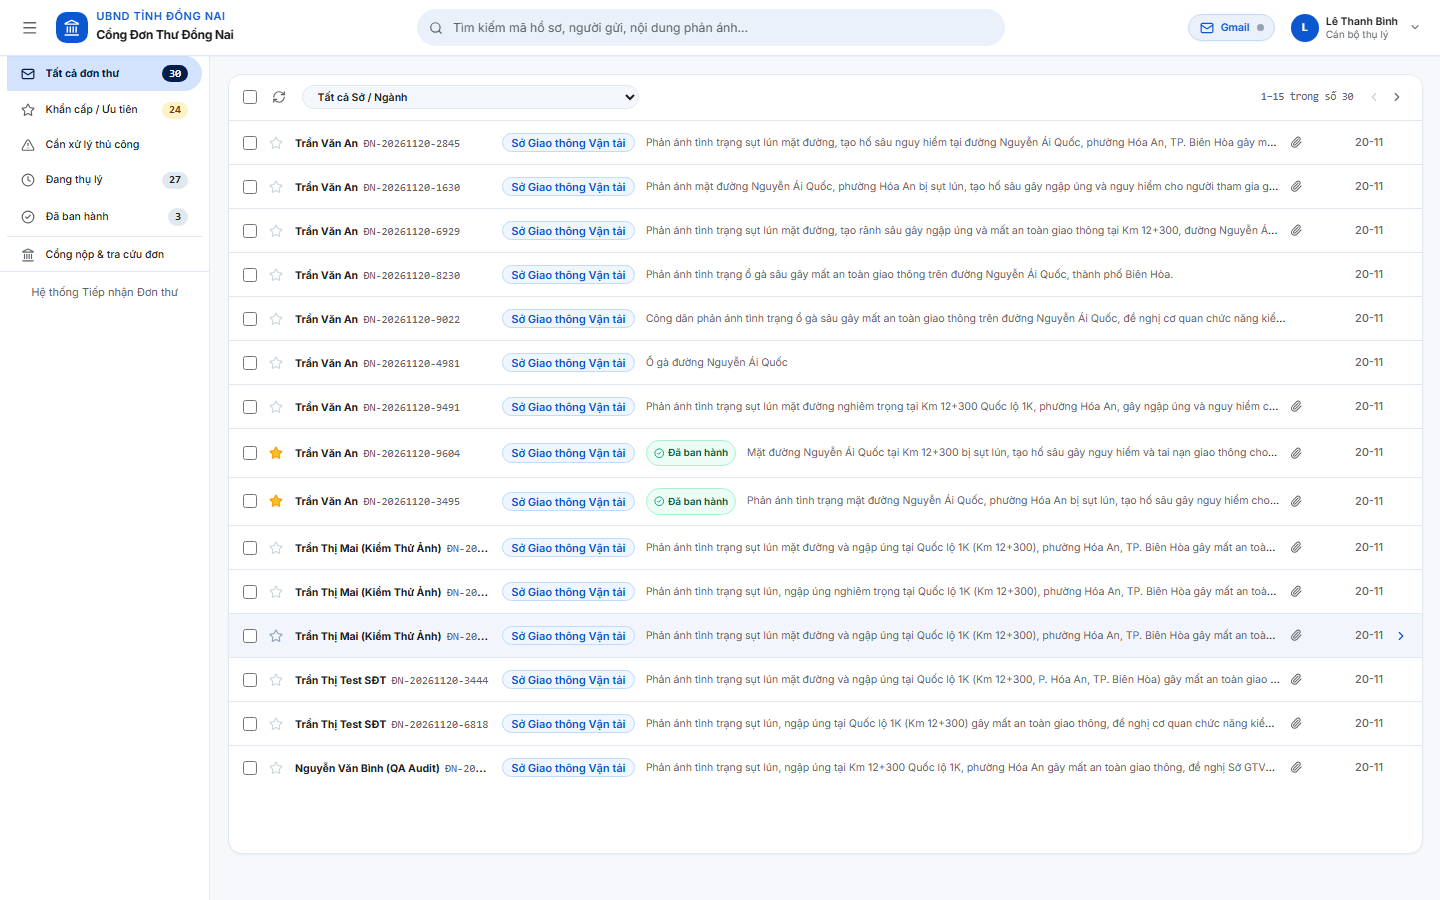 UBND TỈNH ĐỒNG NAI
Cổng Đơn Thư Đồng Nai
Tìm kiếm mã hồ sơ, người gửi, nội dung phản ánh...
Gmail
L
Lê Thanh Bình
Cán bộ thụ lý
Tất cả đơn thư 30
Khẩn cấp / Ưu tiên 24
Cần xử lý thủ công
Đang thụ lý 27
Đã ban hành 3
Cổng nộp & tra cứu đơn
Hệ thống Tiếp nhận Đơn thư
Tất cả Sở / Ngành
1–15 trong số 30
Trần Văn An ĐN-20261120-2845 Sở Giao thông Vận tải Phản ánh tình trạng sụt lún mặt đường, tạo hố sâu nguy hiểm tại đường Nguyễn Ái Quốc, phường Hóa An, TP. Biên Hòa gây m... 20-11
Trần Văn An ĐN-20261120-1630 Sở Giao thông Vận tải Phản ánh mặt đường Nguyễn Ái Quốc, phường Hóa An bị sụt lún, tạo hố sâu gây ngập úng và nguy hiểm cho người tham gia g... 20-11
Trần Văn An ĐN-20261120-6929 Sở Giao thông Vận tải Phản ánh tình trạng sụt lún mặt đường, tạo rãnh sâu gây ngập úng và mất an toàn giao thông tại Km 12+300, đường Nguyễn Á... 20-11
Trần Văn An ĐN-20261120-8230 Sở Giao thông Vận tải Phản ánh tình trạng ổ gà sâu gây mất an toàn giao thông trên đường Nguyễn Ái Quốc, thành phố Biên Hòa. 20-11
Trần Văn An ĐN-20261120-9022 Sở Giao thông Vận tải Công dân phản ánh tình trạng ổ gà sâu gây mất an toàn giao thông trên đường Nguyễn Ái Quốc, đề nghị cơ quan chức năng kiể... 20-11
Trần Văn An ĐN-20261120-4981 Sở Giao thông Vận tải Ổ gà đường Nguyễn Ái Quốc 20-11
Trần Văn An ĐN-20261120-9491 Sở Giao thông Vận tải Phản ánh tình trạng sụt lún mặt đường nghiêm trọng tại Km 12+300 Quốc lộ 1K, phường Hóa An, gây ngập úng và nguy hiểm c... 20-11
Trần Văn An ĐN-20261120-9604 Sở Giao thông Vận tải Đã ban hành Mặt đường Nguyễn Ái Quốc tại Km 12+300 bị sụt lún, tạo hố sâu gây nguy hiểm và tai nạn giao thông cho... 20-11
Trần Văn An ĐN-20261120-3495 Sở Giao thông Vận tải Đã ban hành Phản ánh tình trạng mặt đường Nguyễn Ái Quốc, phường Hóa An bị sụt lún, tạo hố sâu gây nguy hiểm cho... 20-11
Trần Thị Mai (Kiểm Thử Ảnh) ĐN-20... Sở Giao thông Vận tải Phản ánh tình trạng sụt lún mặt đường và ngập úng tại Quốc lộ 1K (Km 12+300), phường Hóa An, TP. Biên Hòa gây mất an toà... 20-11
Trần Thị Mai (Kiểm Thử Ảnh) ĐN-20... Sở Giao thông Vận tải Phản ánh tình trạng sụt lún, ngập úng nghiêm trọng tại Quốc lộ 1K (Km 12+300), phường Hóa An, TP. Biên Hòa gây mất an toà... 20-11
Trần Thị Mai (Kiểm Thử Ảnh) ĐN-20... Sở Giao thông Vận tải Phản ánh tình trạng sụt lún mặt đường và ngập úng tại Quốc lộ 1K (Km 12+300), phường Hóa An, TP. Biên Hòa gây mất an toà... 20-11
Trần Thị Test SĐT ĐN-20261120-3444 Sở Giao thông Vận tải Phản ánh tình trạng sụt lún mặt đường và ngập úng tại Quốc lộ 1K (Km 12+300, P. Hóa An, TP. Biên Hòa) gây mất an toàn giao ... 20-11
Trần Thị Test SĐT ĐN-20261120-6818 Sở Giao thông Vận tải Phản ánh tình trạng sụt lún, ngập úng tại Quốc lộ 1K (Km 12+300) gây mất an toàn giao thông, đề nghị cơ quan chức năng kiể... 20-11
Nguyễn Văn Bình (QA Audit) ĐN-20... Sở Giao thông Vận tải Phản ánh tình trạng sụt lún, ngập úng tại Km 12+300 Quốc lộ 1K, phường Hóa An gây mất an toàn giao thông, đề nghị Sở GTV... 20-11